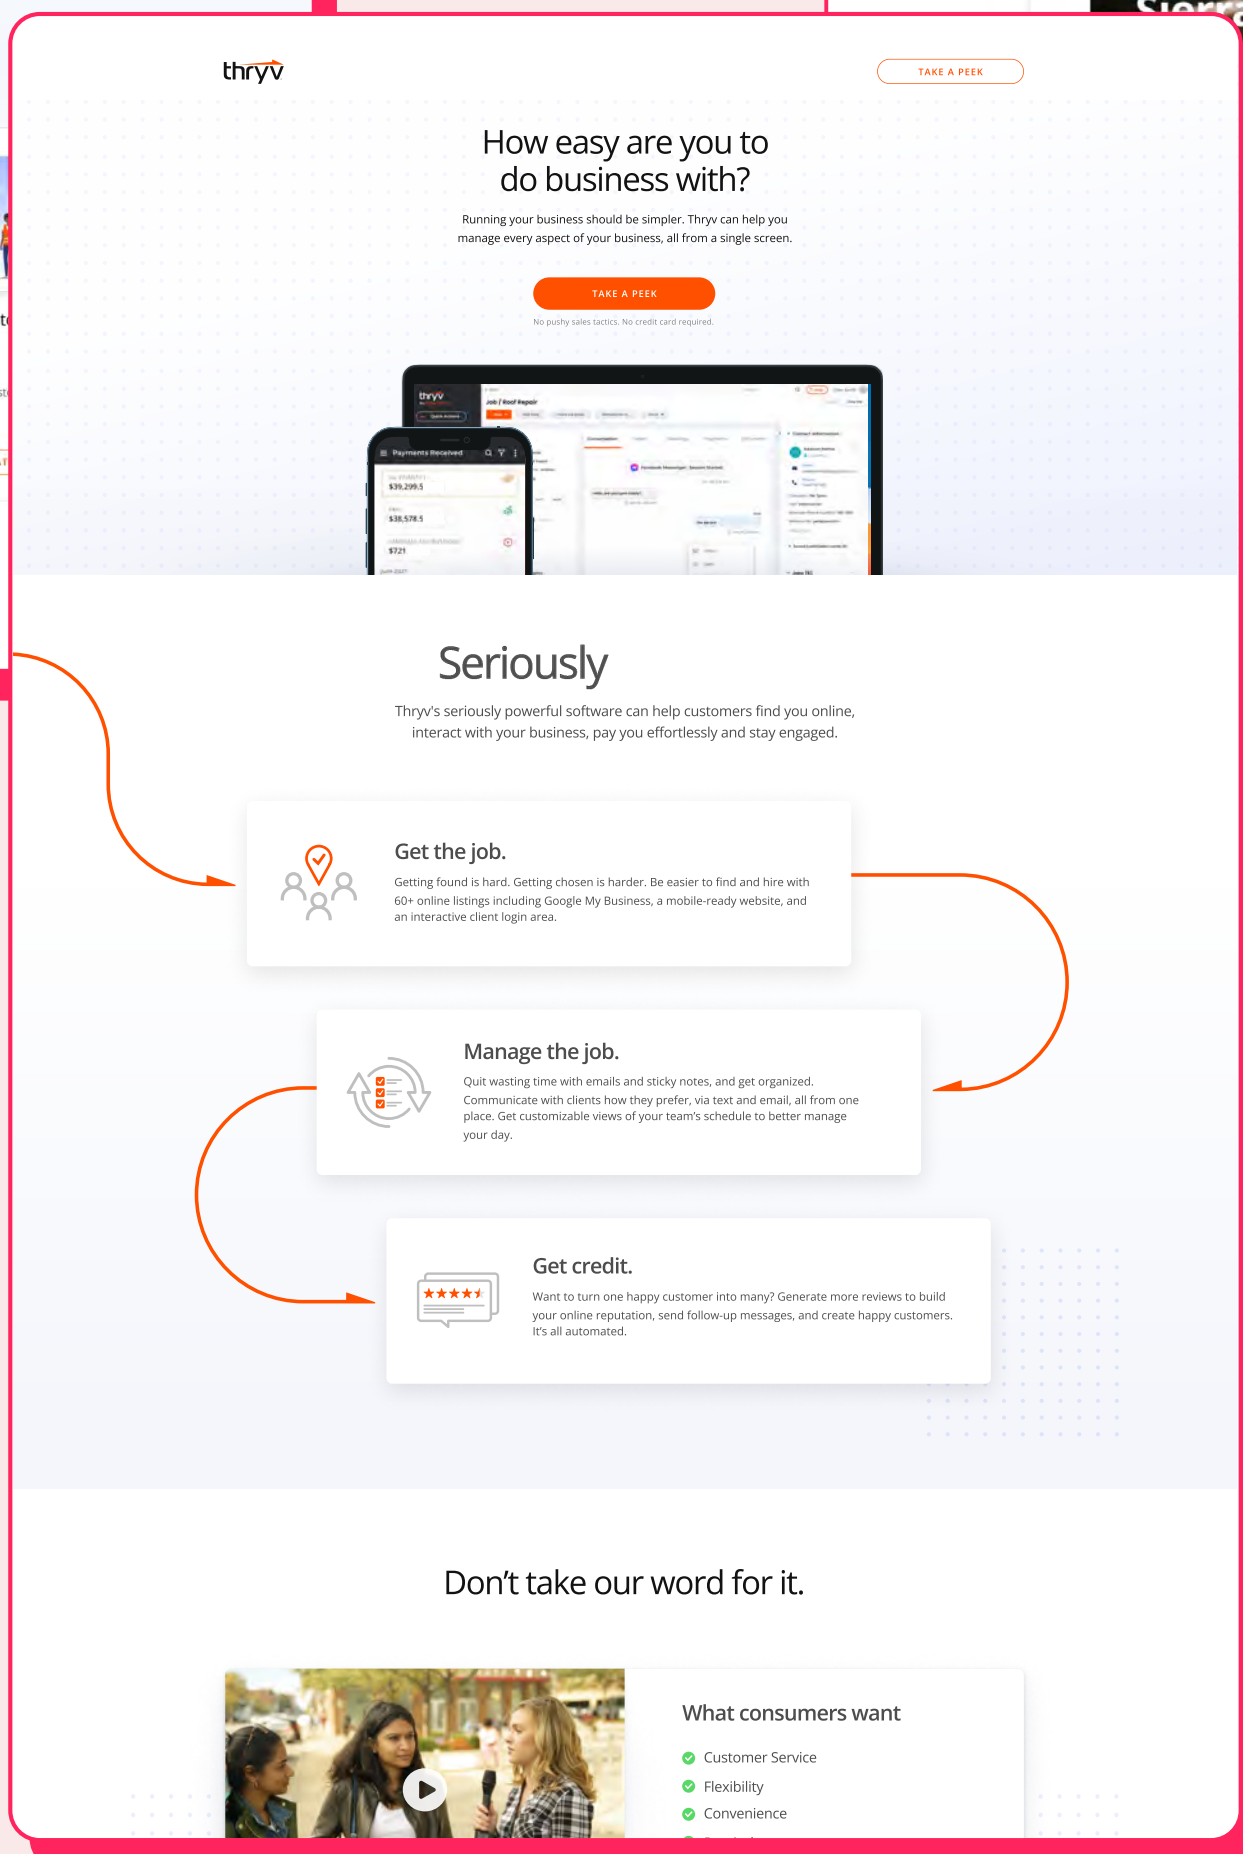 Sierra
thryv
TAKE A PEEK
How easy are you to
do business with?
Running your business should be simpler. Thryv can help you
manage every aspect of your business, all from a single screen.
TAKE A PEEK
No pushy sales tactics. No credit card required.
thryv
Quick Actions
Job / Roof Repair
Payments Received
$39,299.5
$38,578.5
$721
Seriously
Thryv's seriously powerful software can help customers find you online,
interact with your business, pay you effortlessly and stay engaged.
Get the job.
Getting found is hard. Getting chosen is harder. Be easier to find and hire with
60+ online listings including Google My Business, a mobile-ready website, and
an interactive client login area.
Manage the job.
Quit wasting time with emails and sticky notes, and get organized.
Communicate with clients how they prefer, via text and email, all from one
place. Get customizable views of your team's schedule to better manage
your day.
Get credit.
Want to turn one happy customer into many? Generate more reviews to build
your online reputation, send follow-up messages, and create happy customers.
It's all automated.
Don't take our word for it.
What consumers want
Customer Service
Flexibility
Convenience